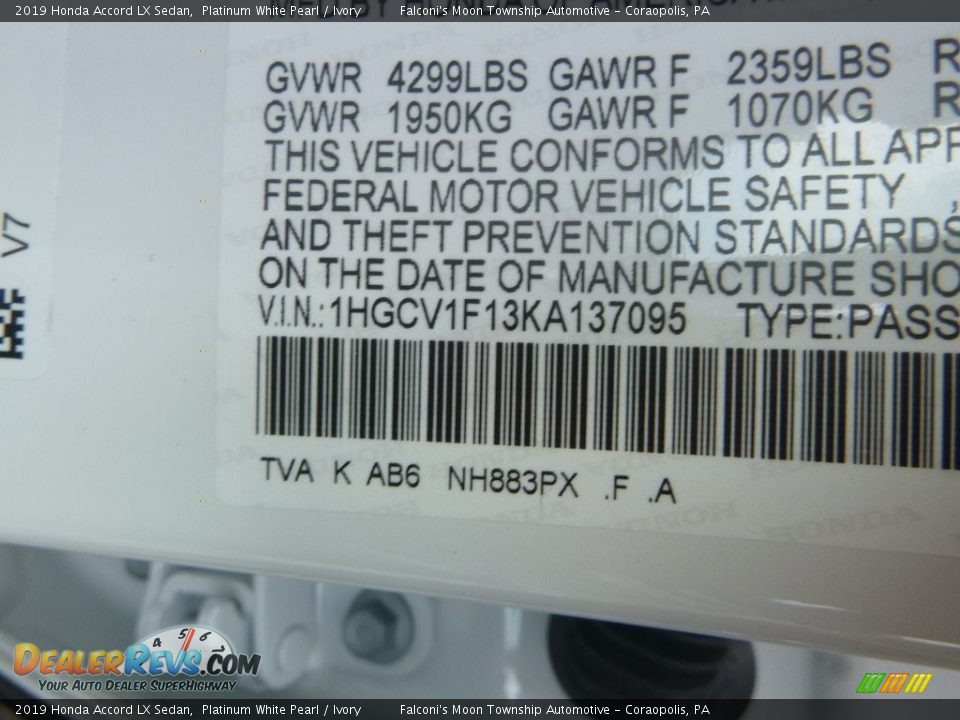 2019 Honda Accord LX Sedan, Platinum White Pearl / Ivory Falconi's Moon Township Automotive - Coraopolis, PA
GVWR 4299LBS GAWR F 2359LBS R
GVWR 1950KG GAWR F 1070KG R
THIS VEHICLE CONFORMS TO ALL APP
FEDERAL MOTOR VEHICLE SAFETY ,
AND THEFT PREVENTION STANDARDS
ON THE DATE OF MANUFACTURE SHO
V.I.N.: 1HGCV1F13KA137095 TYPE:PASS
V7
TVA K AB6 NH883PX .F .A
HONDA
HONDA
DEALERREVS.COM
YOUR AUTO DEALER SUPERHIGHWAY
2019 Honda Accord LX Sedan, Platinum White Pearl / Ivory Falconi's Moon Township Automotive - Coraopolis, PA